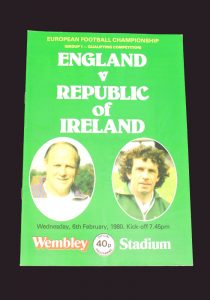 EUROPEAN FOOTBALL CHAMPIONSHIP
GROUP 1 - QUALIFYING COMPETITION
ENGLAND
v
REPUBLIC
of
IRELAND
Wednesday, 6th February, 1980. Kick-off 7.45pm
Wembley 40p Stadium